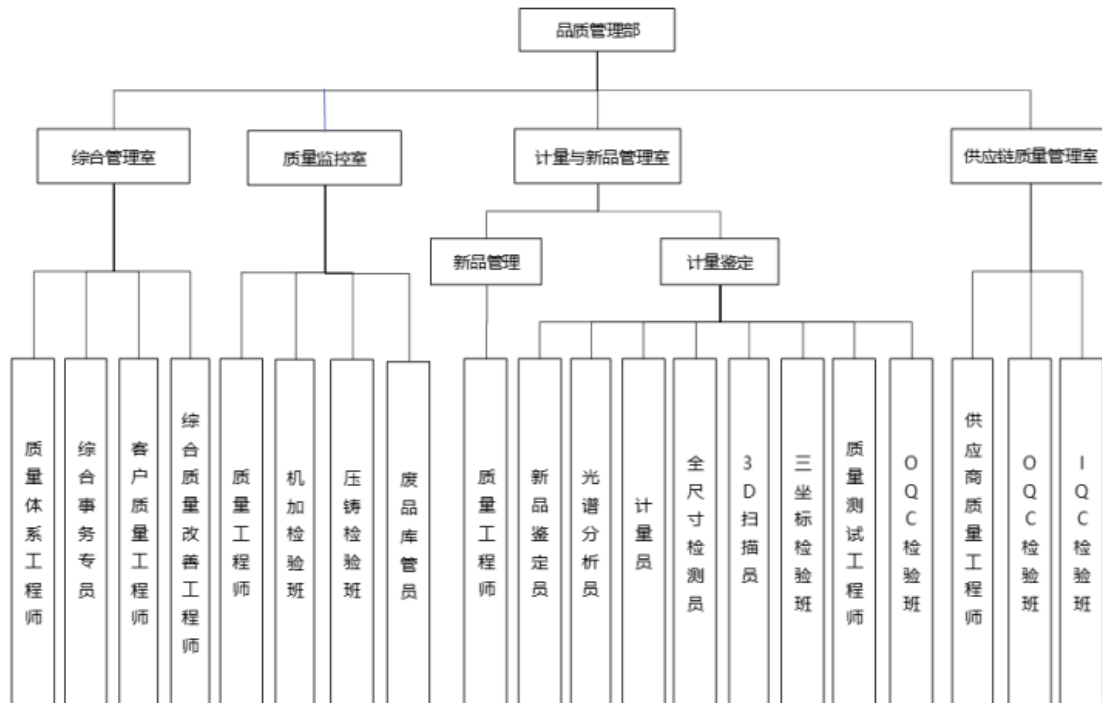 品质管理部
综合管理室
质量监控室
计量与新品管理室
供应链质量管理室
新品管理
计量鉴定
质量体系工程师
综合事务专员
客户质量工程师
综合质量改善工程师
质量工程师
机加检验班
压铸检验班
废品库管员
质量工程师
新品鉴定员
光谱分析员
计量员
全尺寸检测员
3D扫描员
三坐标检验班
质量测试工程师
OQC检验班
供应商质量工程师
OQC检验班
IQC检验班